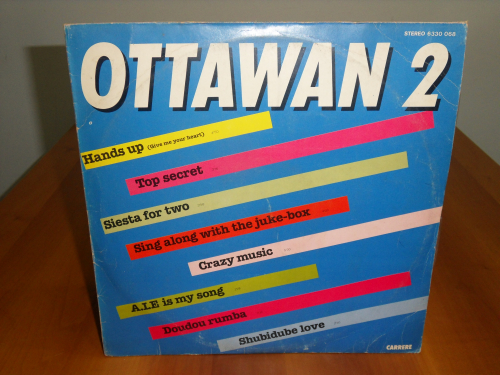 STEREO 6330 088
OTTAWAN 2
Hands up (Give me your heart)
Top secret
Siesta for two
Sing along with the juke-box
Crazy music
A.I.E is my song
Doudou rumba
Shubidube love
CARRERE